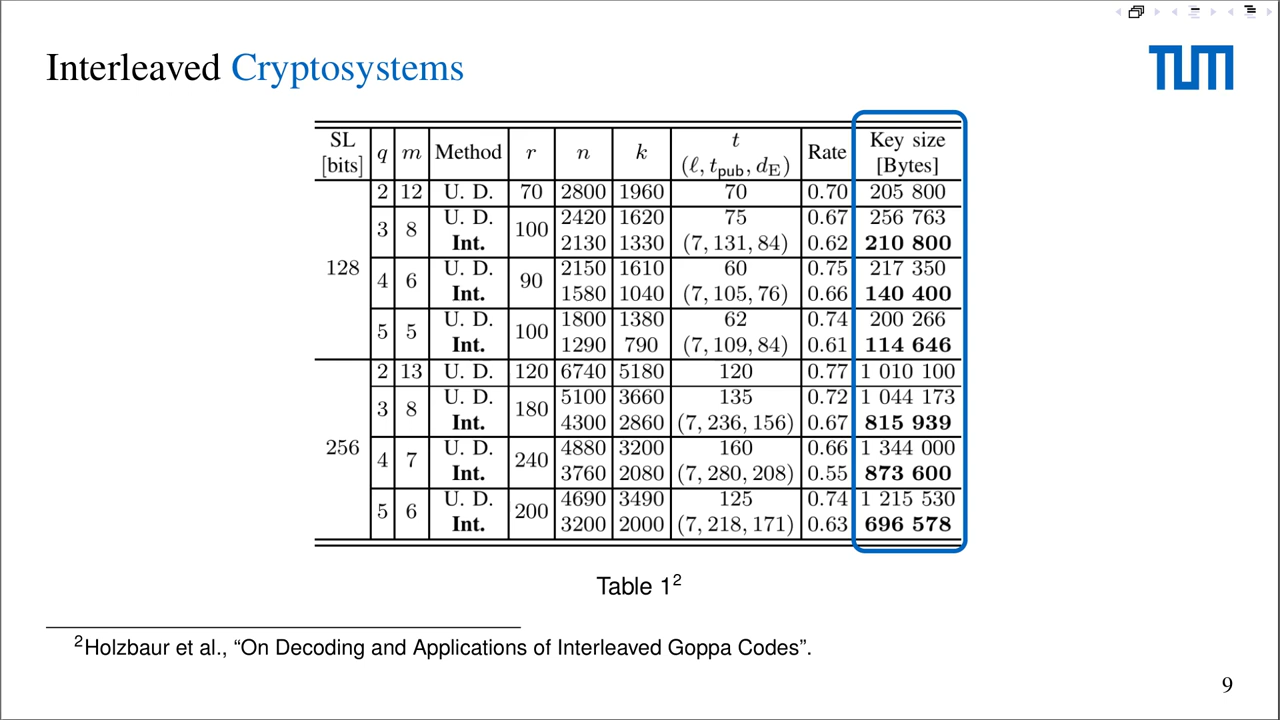 Interleaved Cryptosystems
TUM
SL [bits] q m Method r n k t (ℓ, t_pub, d_E) Rate Key size [Bytes]
128 2 12 U. D. 70 2800 1960 70 0.70 205 800
3 8 U. D. 100 2420 1620 75 0.67 256 763
Int. 2130 1330 (7, 131, 84) 0.62 210 800
4 6 U. D. 90 2150 1610 60 0.75 217 350
Int. 1580 1040 (7, 105, 76) 0.66 140 400
5 5 U. D. 100 1800 1380 62 0.74 200 266
Int. 1290 790 (7, 109, 84) 0.61 114 646
256 2 13 U. D. 120 6740 5180 120 0.77 1 010 100
3 8 U. D. 180 5100 3660 135 0.72 1 044 173
Int. 4300 2860 (7, 236, 156) 0.67 815 939
4 7 U. D. 240 4880 3200 160 0.66 1 344 000
Int. 3760 2080 (7, 280, 208) 0.55 873 600
5 6 U. D. 200 4690 3490 125 0.74 1 215 530
Int. 3200 2000 (7, 218, 171) 0.63 696 578
Table 1²
²Holzbaur et al., “On Decoding and Applications of Interleaved Goppa Codes”.
9